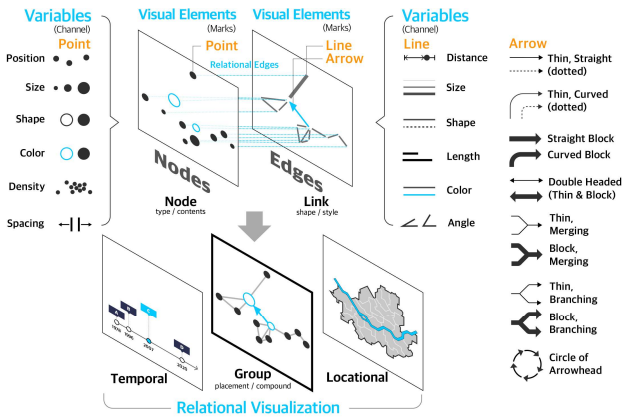 Variables
(Channel)
Point
Position
Size
Shape
Color
Density
Spacing
Visual Elements
(Marks)
Point
Relational Edges
Nodes
Node
type / contents
Visual Elements
(Marks)
Line
Arrow
Edges
Link
shape / style
Variables
(Channel)
Line
Distance
Size
Shape
Length
Color
Angle
Arrow
Thin, Straight
(dotted)
Thin, Curved
(dotted)
Straight Block
Curved Block
Double Headed
(Thin & Block)
Thin,
Merging
Block,
Merging
Thin,
Branching
Block,
Branching
Circle of
Arrowhead
A
Temporal
Group
placement / compound
Locational
Relational Visualization